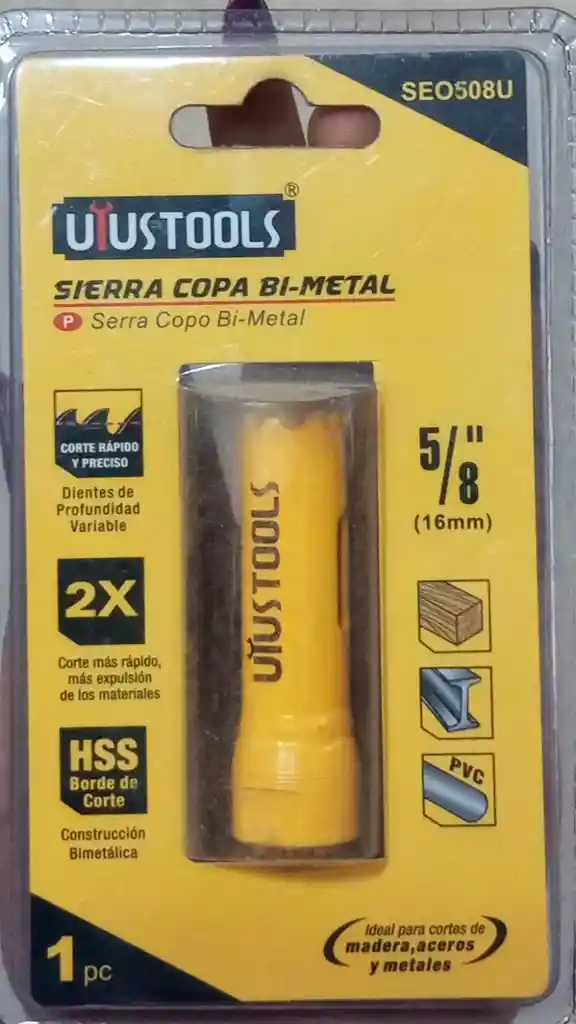 SEO508U
UYUSTOOLS®
SIERRA COPA BI-METAL
P Serra Copo Bi-Metal
CORTE RÁPIDO
Y PRECISO
Dientes de
Profundidad
Variable
2X
Corte más rápido,
más expulsión
de los materiales
HSS
Borde de
Corte
Construcción
Bimetálica
UYUSTOOLS
5/8"
(16mm)
PVC
1 pc
Ideal para cortes de
madera,aceros
y metales